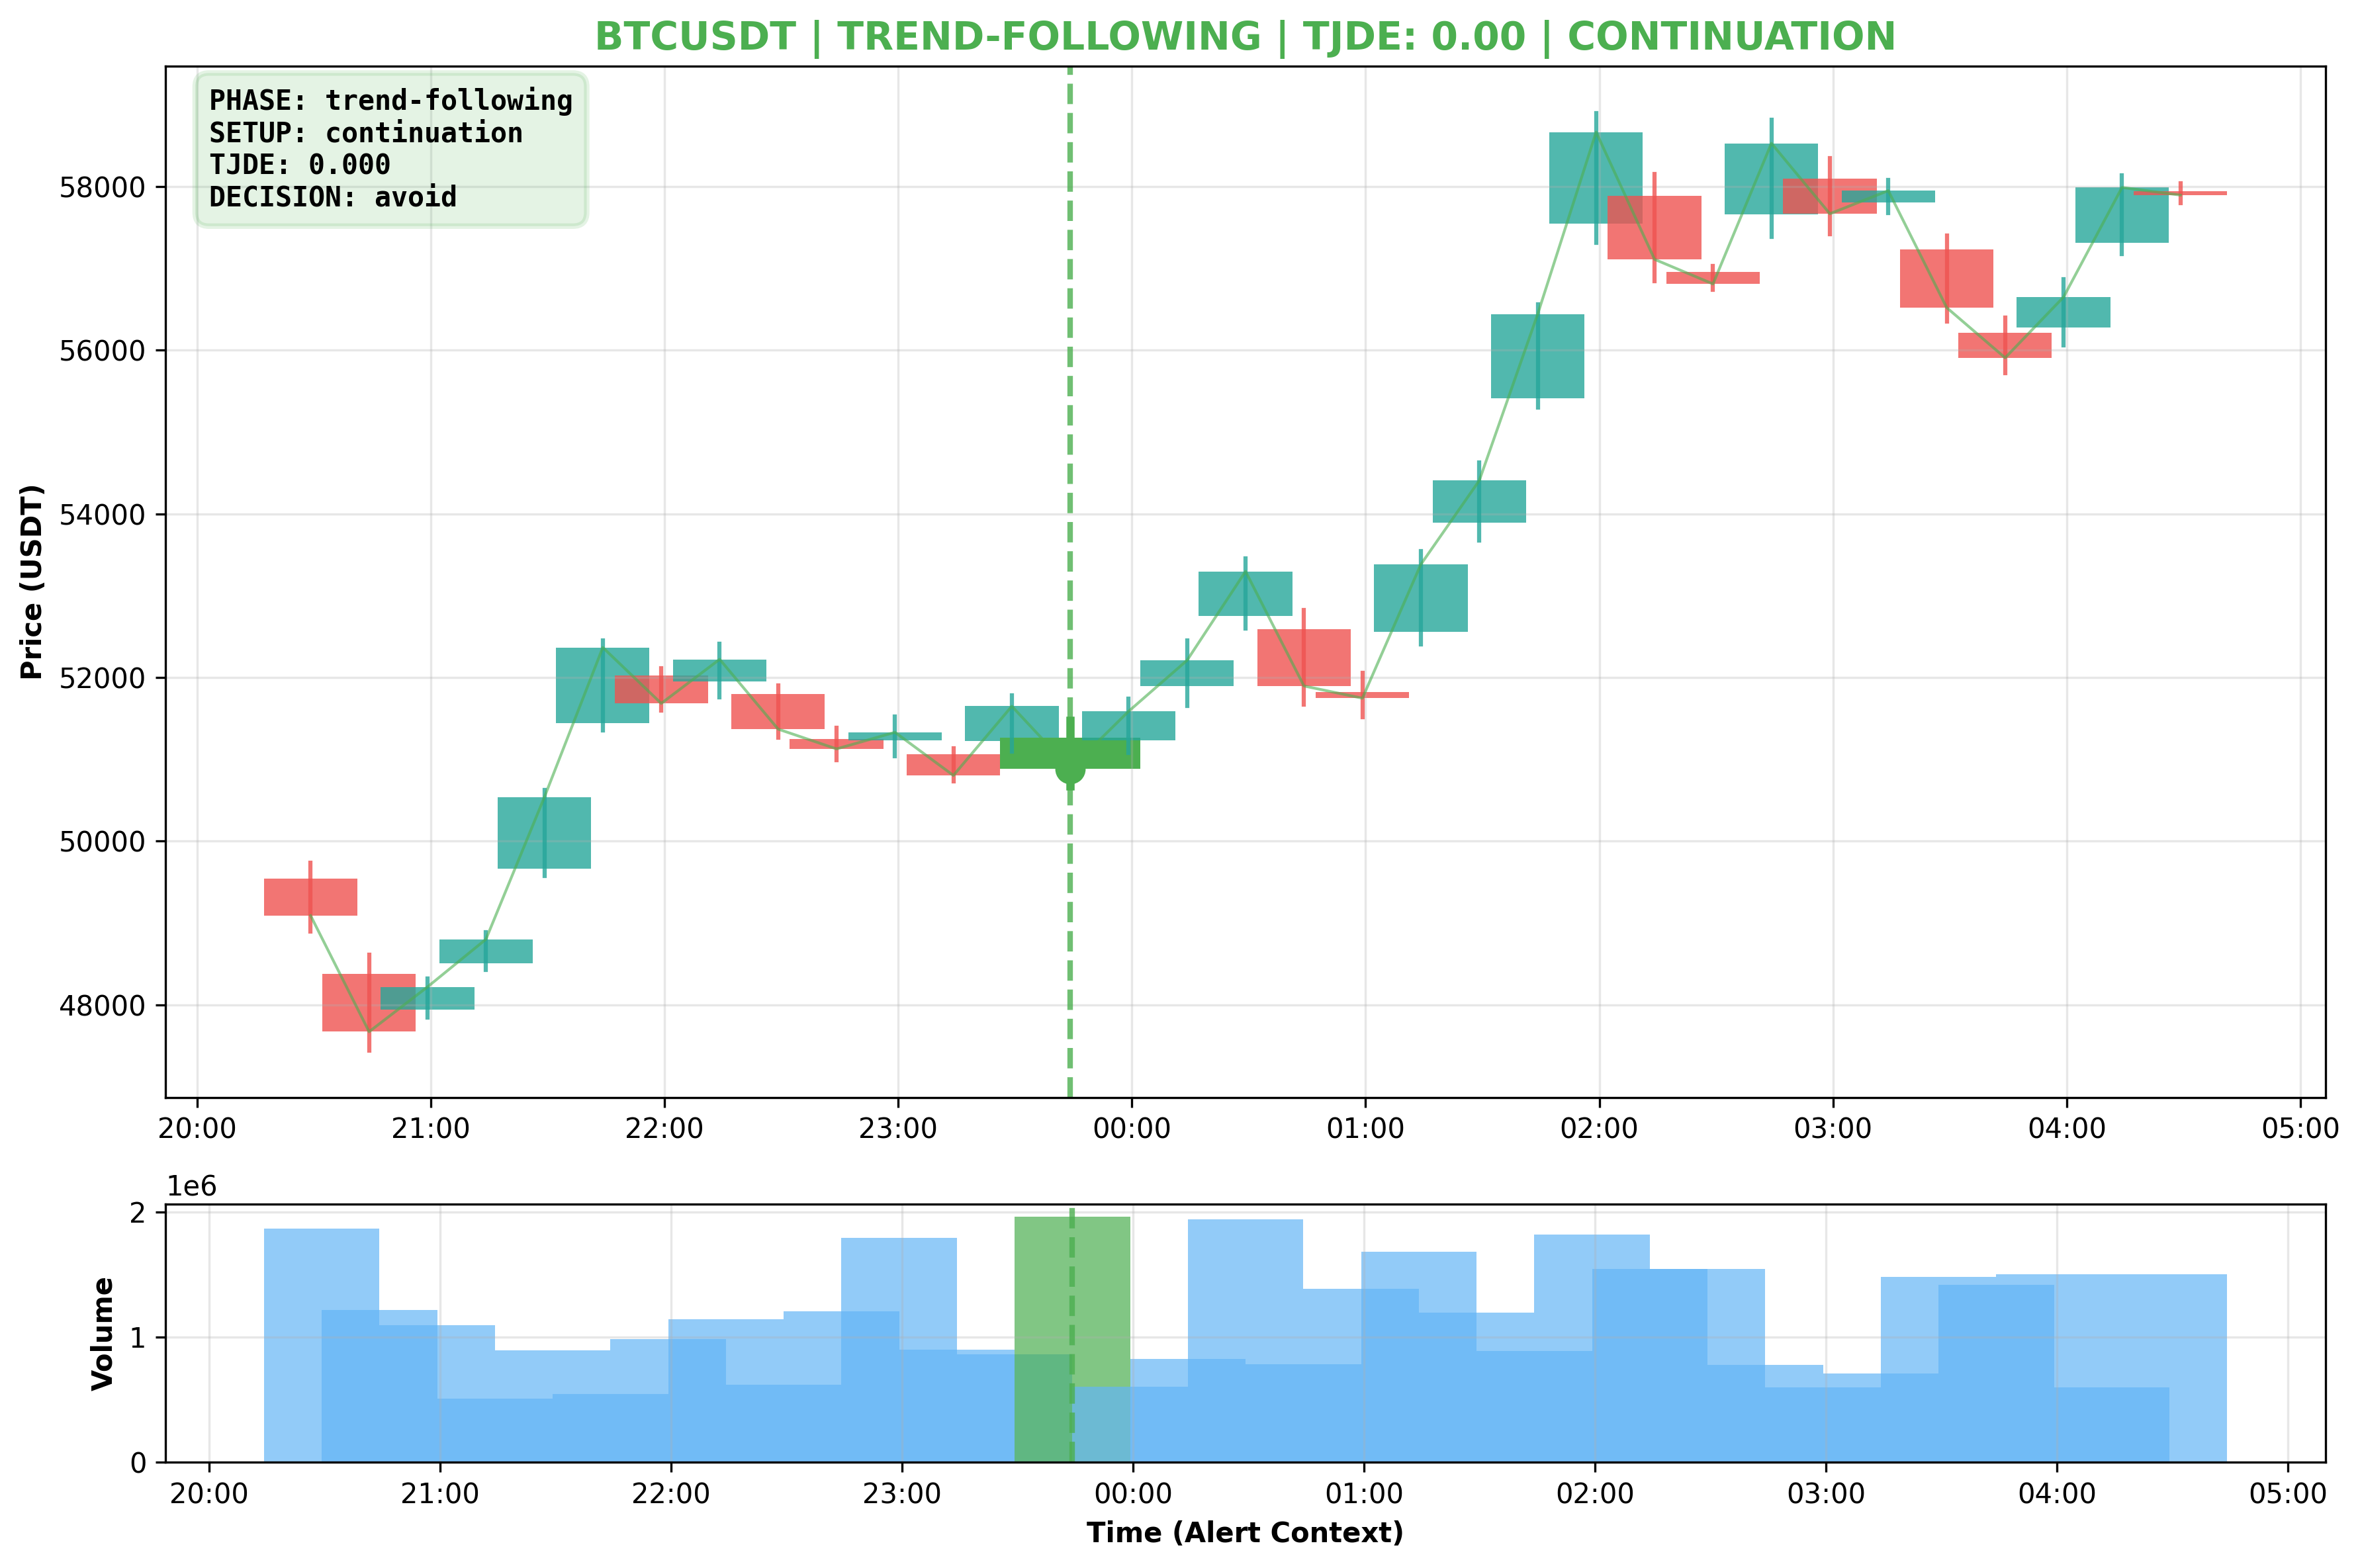 BTCUSDT | TREND-FOLLOWING | TJDE: 0.00 | CONTINUATION
PHASE: trend-following
SETUP: continuation
TJDE: 0.000
DECISION: avoid
Price (USDT)
58000
56000
54000
52000
50000
48000
20:00 21:00 22:00 23:00 00:00 01:00 02:00 03:00 04:00 05:00
1e6
Volume
2
1
0
20:00 21:00 22:00 23:00 00:00 01:00 02:00 03:00 04:00 05:00
Time (Alert Context)